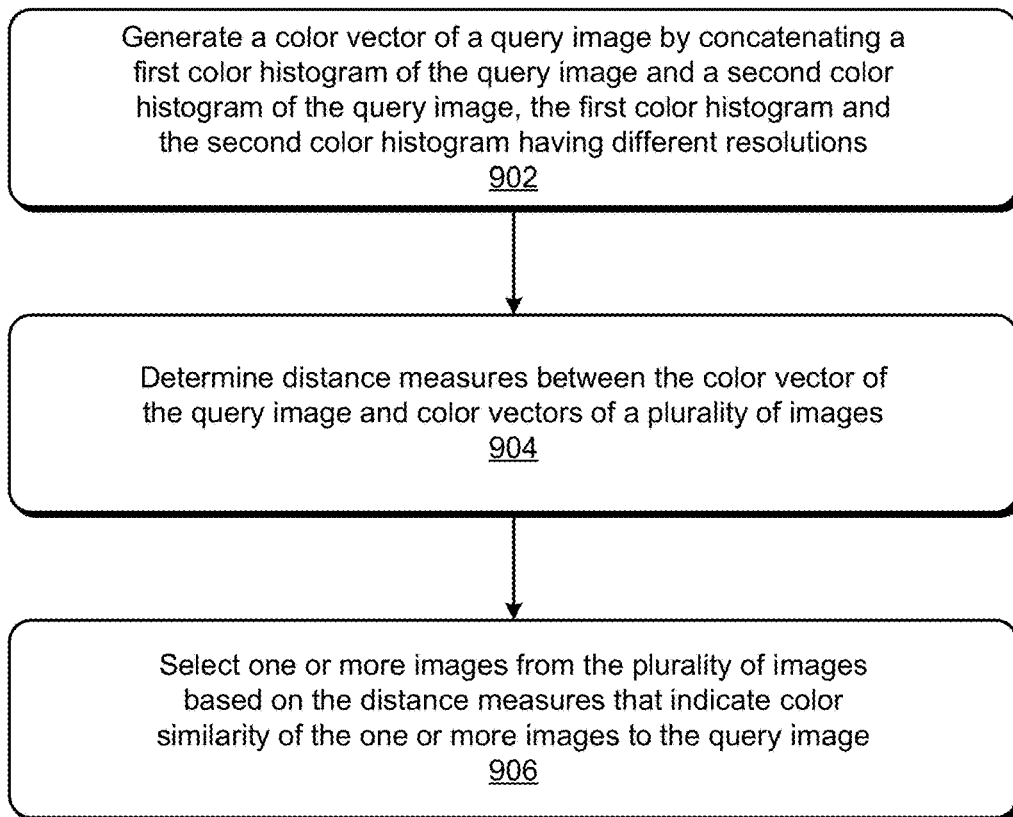 Generate a color vector of a query image by concatenating a
first color histogram of the query image and a second color
histogram of the query image, the first color histogram and
the second color histogram having different resolutions
902
Determine distance measures between the color vector of
the query image and color vectors of a plurality of images
904
Select one or more images from the plurality of images
based on the distance measures that indicate color
similarity of the one or more images to the query image
906